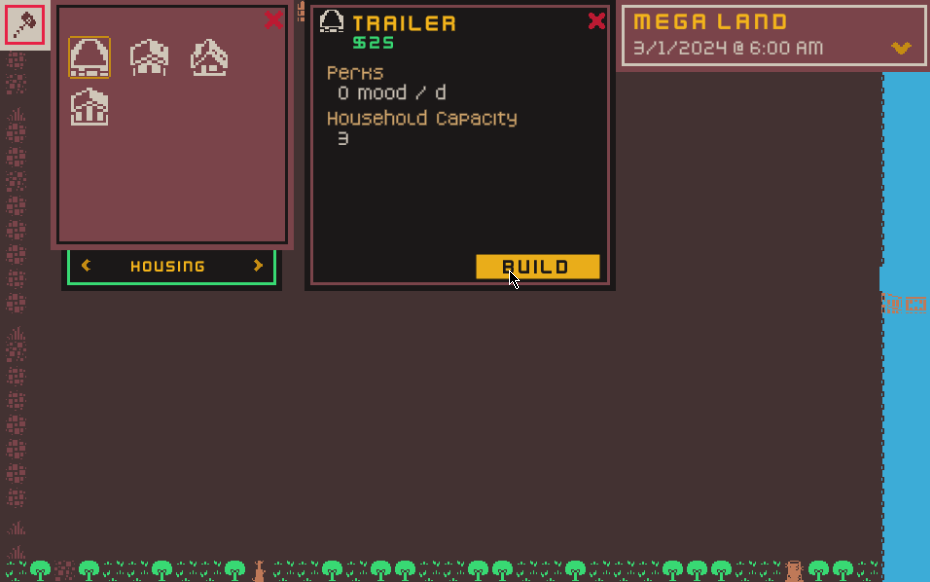 TRAILER
$25
Perks
0 mood / d
Household Capacity
3
BUILD
HOUSING
MEGA LAND
3/1/2024 @ 6:00 AM